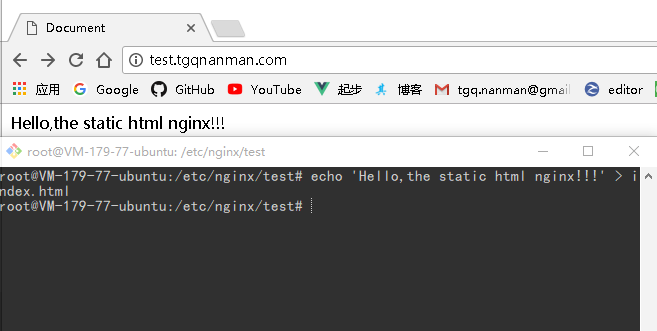 Document
test.tgqnanman.com
应用 Google GitHub YouTube 起步 博客 tgq.nanman@gmail editor
Hello,the static html nginx!!!
root@VM-179-77-ubuntu: /etc/nginx/test
root@VM-179-77-ubuntu:/etc/nginx/test# echo 'Hello,the static html nginx!!!' > i
ndex.html
root@VM-179-77-ubuntu:/etc/nginx/test#